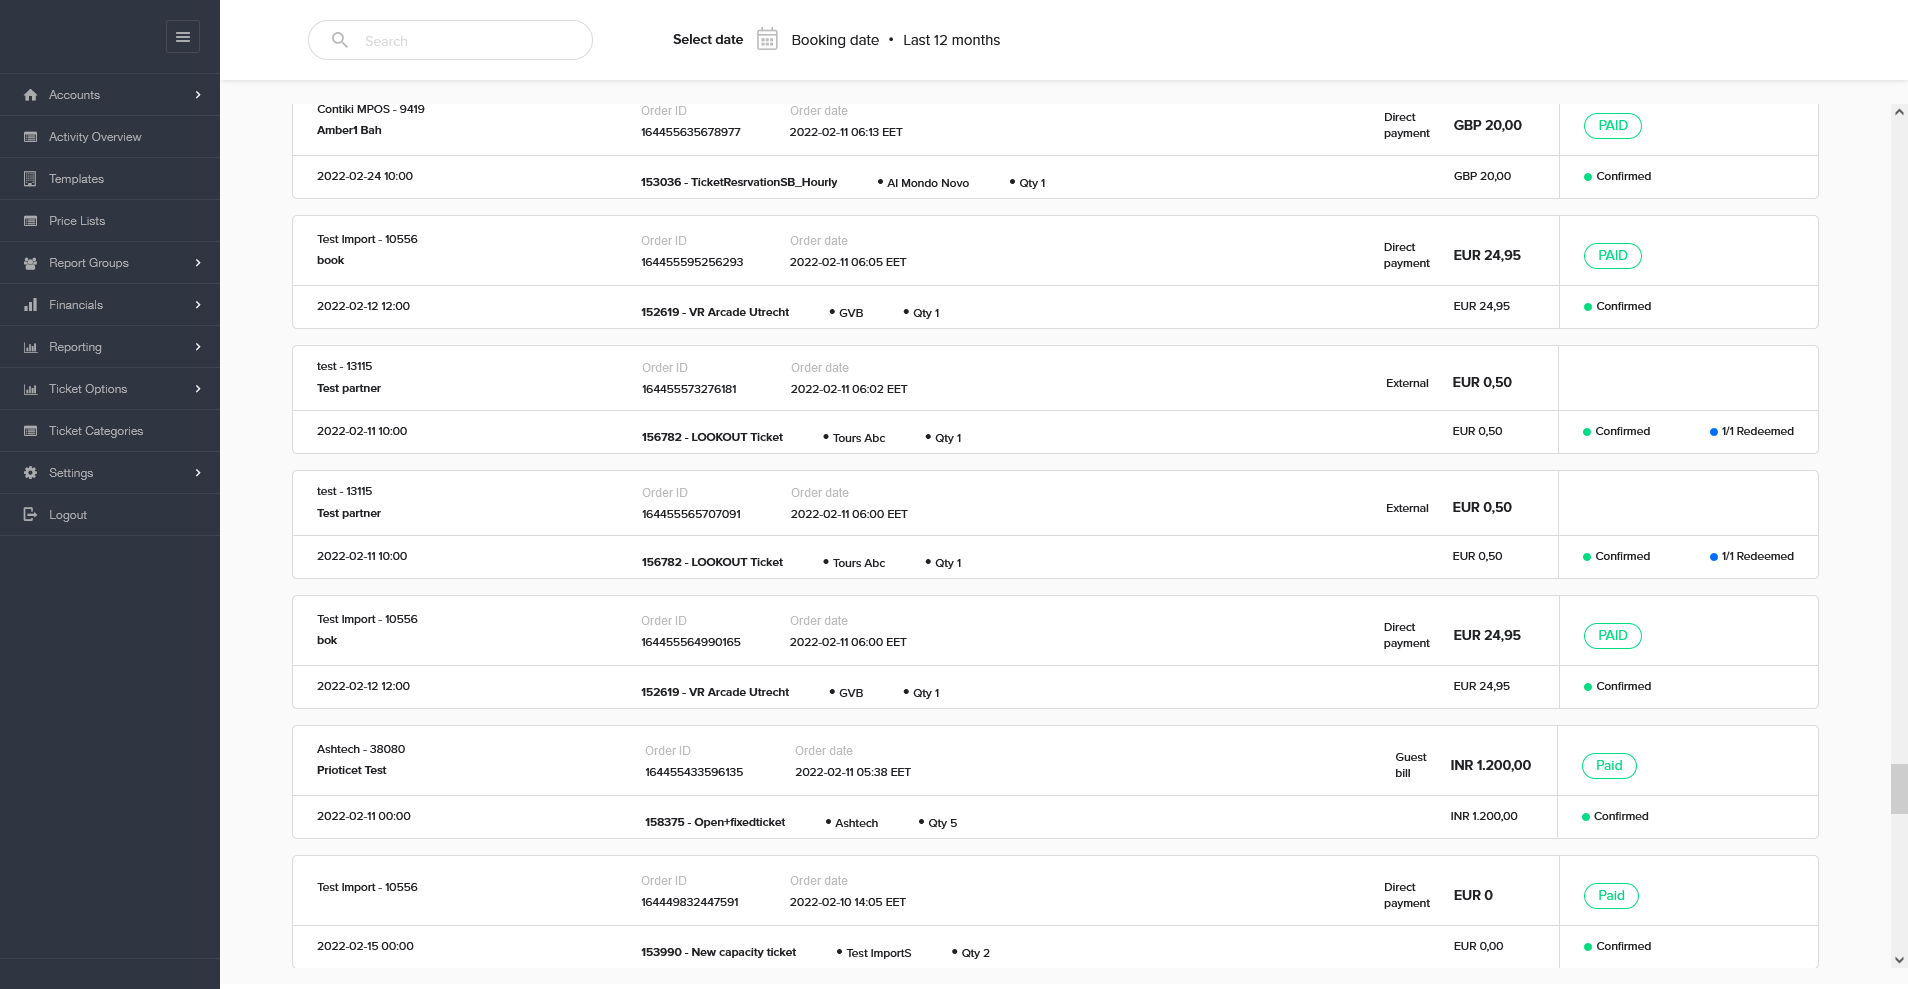 Search
Select date Booking date • Last 12 months
Accounts
Activity Overview
Templates
Price Lists
Report Groups
Financials
Reporting
Ticket Options
Ticket Categories
Settings
Logout
Contiki MPOS - 9419
Amber1 Bah
Order ID
164455635678977
Order date
2022-02-11 06:13 EET
Direct
payment
GBP 20,00
PAID
2022-02-24 10:00
153036 - TicketResrvationSB_Hourly • Al Mondo Novo • Qty 1
GBP 20,00
Confirmed
Test Import - 10556
book
Order ID
164455595256293
Order date
2022-02-11 06:05 EET
Direct
payment
EUR 24,95
PAID
2022-02-12 12:00
152619 - VR Arcade Utrecht • GVB • Qty 1
EUR 24,95
Confirmed
test - 13115
Test partner
Order ID
164455573276181
Order date
2022-02-11 06:02 EET
External
EUR 0,50
2022-02-11 10:00
156782 - LOOKOUT Ticket • Tours Abc • Qty 1
EUR 0,50
Confirmed
1/1 Redeemed
test - 13115
Test partner
Order ID
164455565707091
Order date
2022-02-11 06:00 EET
External
EUR 0,50
2022-02-11 10:00
156782 - LOOKOUT Ticket • Tours Abc • Qty 1
EUR 0,50
Confirmed
1/1 Redeemed
Test Import - 10556
bok
Order ID
164455564990165
Order date
2022-02-11 06:00 EET
Direct
payment
EUR 24,95
PAID
2022-02-12 12:00
152619 - VR Arcade Utrecht • GVB • Qty 1
EUR 24,95
Confirmed
Ashtech - 38080
Prioticet Test
Order ID
164455433596135
Order date
2022-02-11 05:38 EET
Guest
bill
INR 1.200,00
Paid
2022-02-11 00:00
158375 - Open+fixedticket • Ashtech • Qty 5
INR 1.200,00
Confirmed
Test Import - 10556
Order ID
164449832447591
Order date
2022-02-10 14:05 EET
Direct
payment
EUR 0
Paid
2022-02-15 00:00
153990 - New capacity ticket • Test ImportS • Qty 2
EUR 0,00
Confirmed